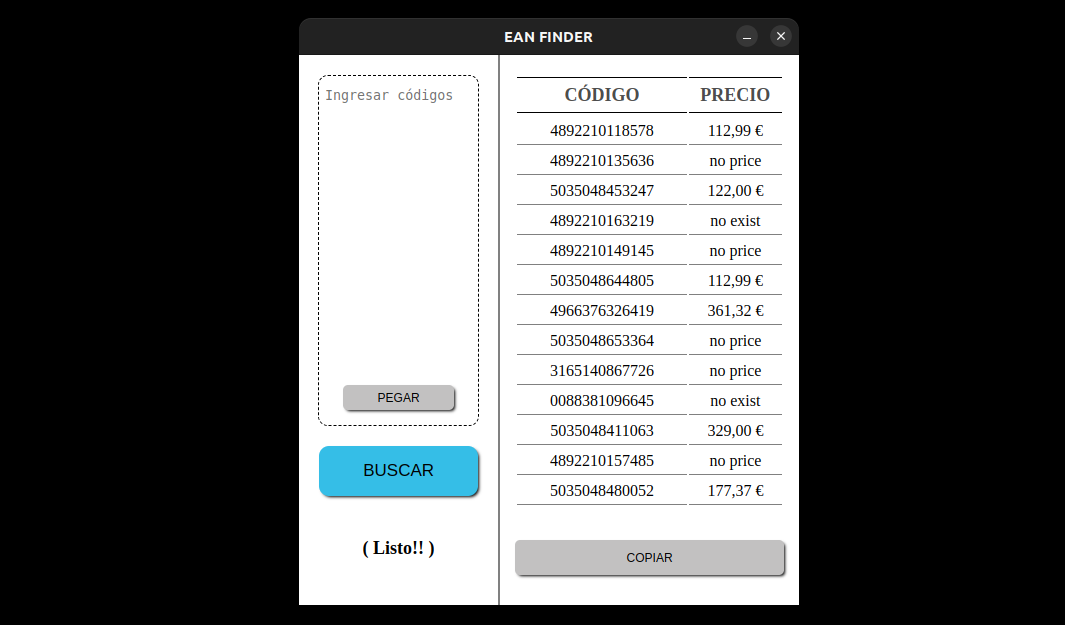 EAN FINDER
Ingresar códigos
PEGAR
BUSCAR
( Listo!! )
CÓDIGO PRECIO
4892210118578 112,99 €
4892210135636 no price
5035048453247 122,00 €
4892210163219 no exist
4892210149145 no price
5035048644805 112,99 €
4966376326419 361,32 €
5035048653364 no price
3165140867726 no price
0088381096645 no exist
5035048411063 329,00 €
4892210157485 no price
5035048480052 177,37 €
COPIAR